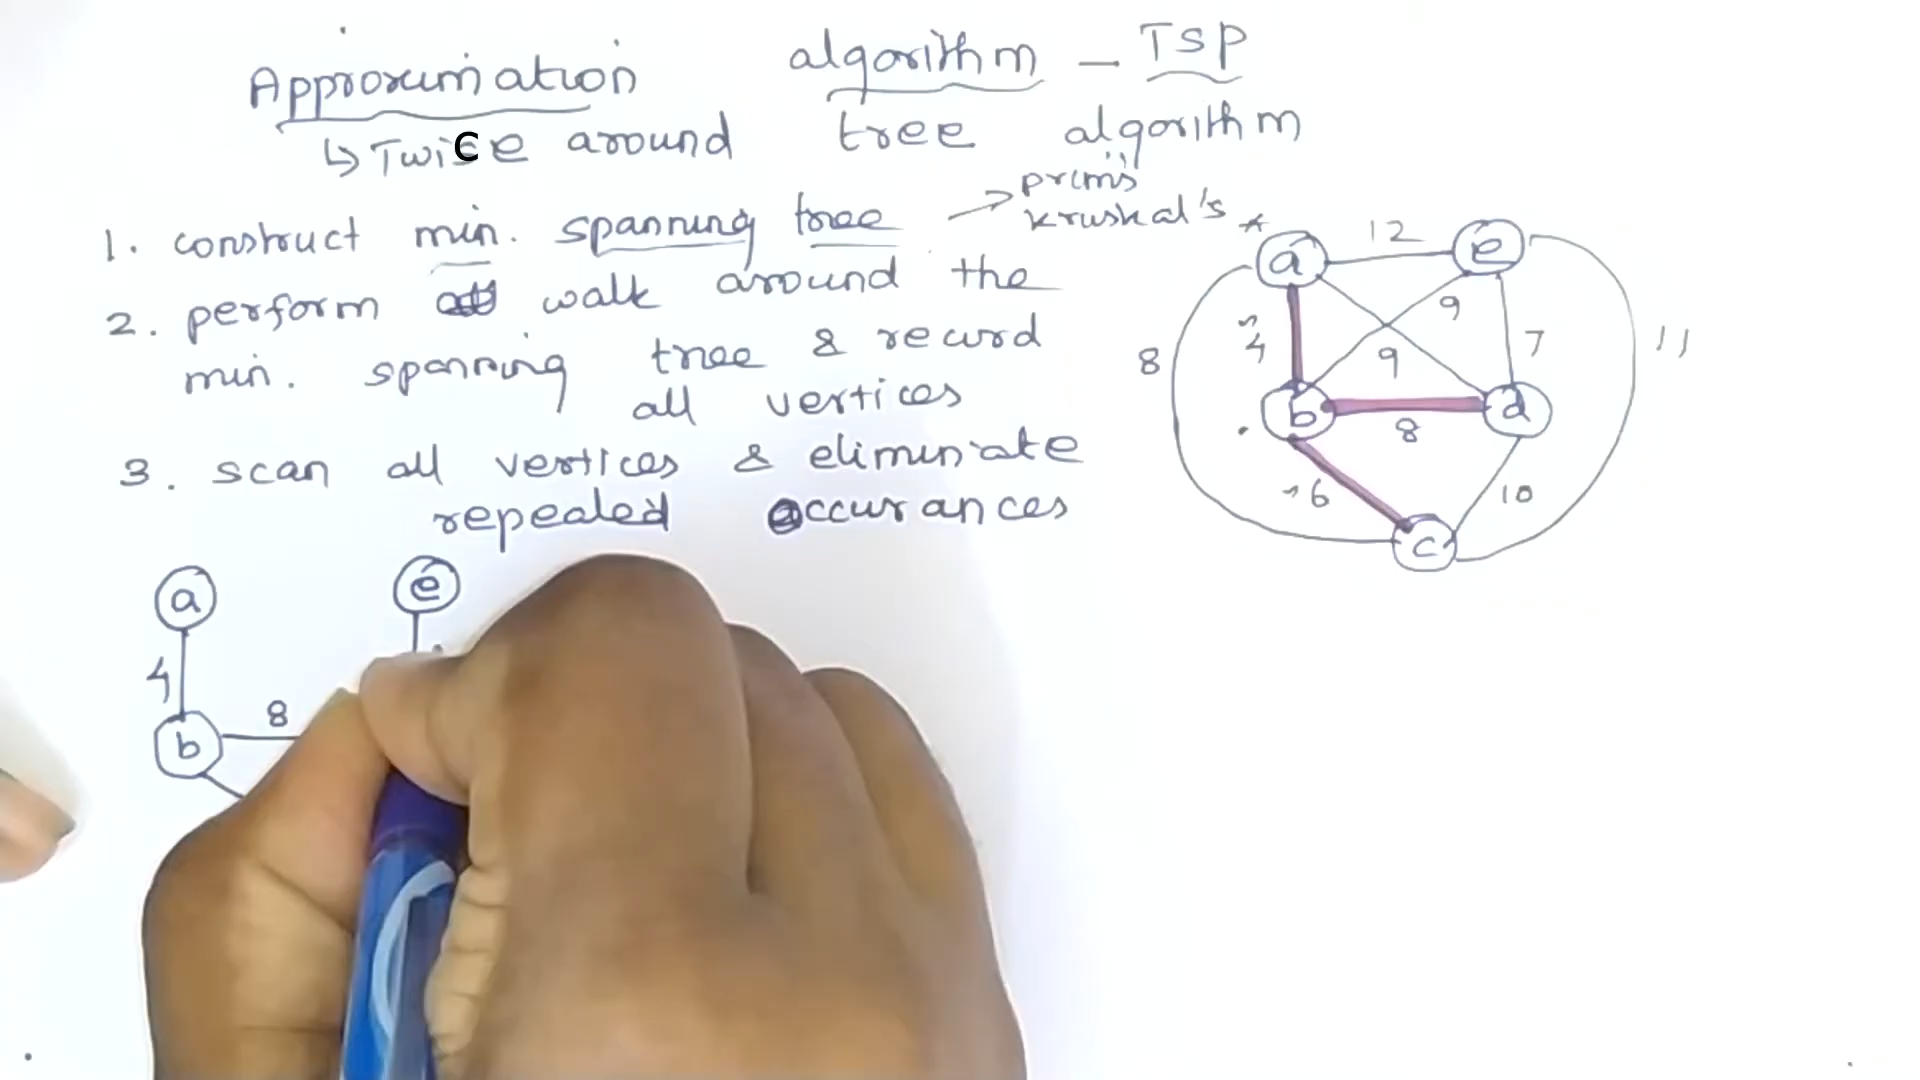 Approximation algorithm - TSP
↳ Twice around tree algorithm
1. construct min. spanning tree → prim's
kruskal's
2. perform walk around the
min. spanning tree & record
all vertices
3. scan all vertices & eliminate
repeated occurances
a 12 e
9
8 4 9 7 11
b 8 d
6 10
c
a e
4
8
b